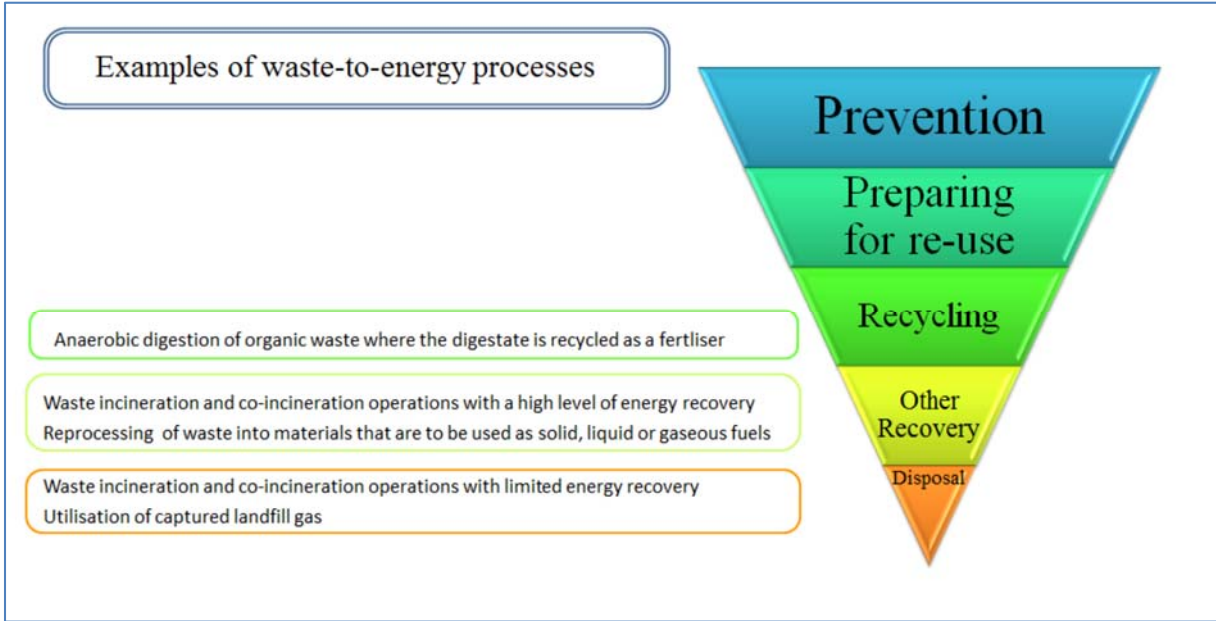 Examples of waste-to-energy processes
Prevention
Preparing
for re-use
Recycling
Anaerobic digestion of organic waste where the digestate is recycled as a fertliser
Other
Recovery
Waste incineration and co-incineration operations with a high level of energy recovery
Reprocessing of waste into materials that are to be used as solid, liquid or gaseous fuels
Disposal
Waste incineration and co-incineration operations with limited energy recovery
Utilisation of captured landfill gas